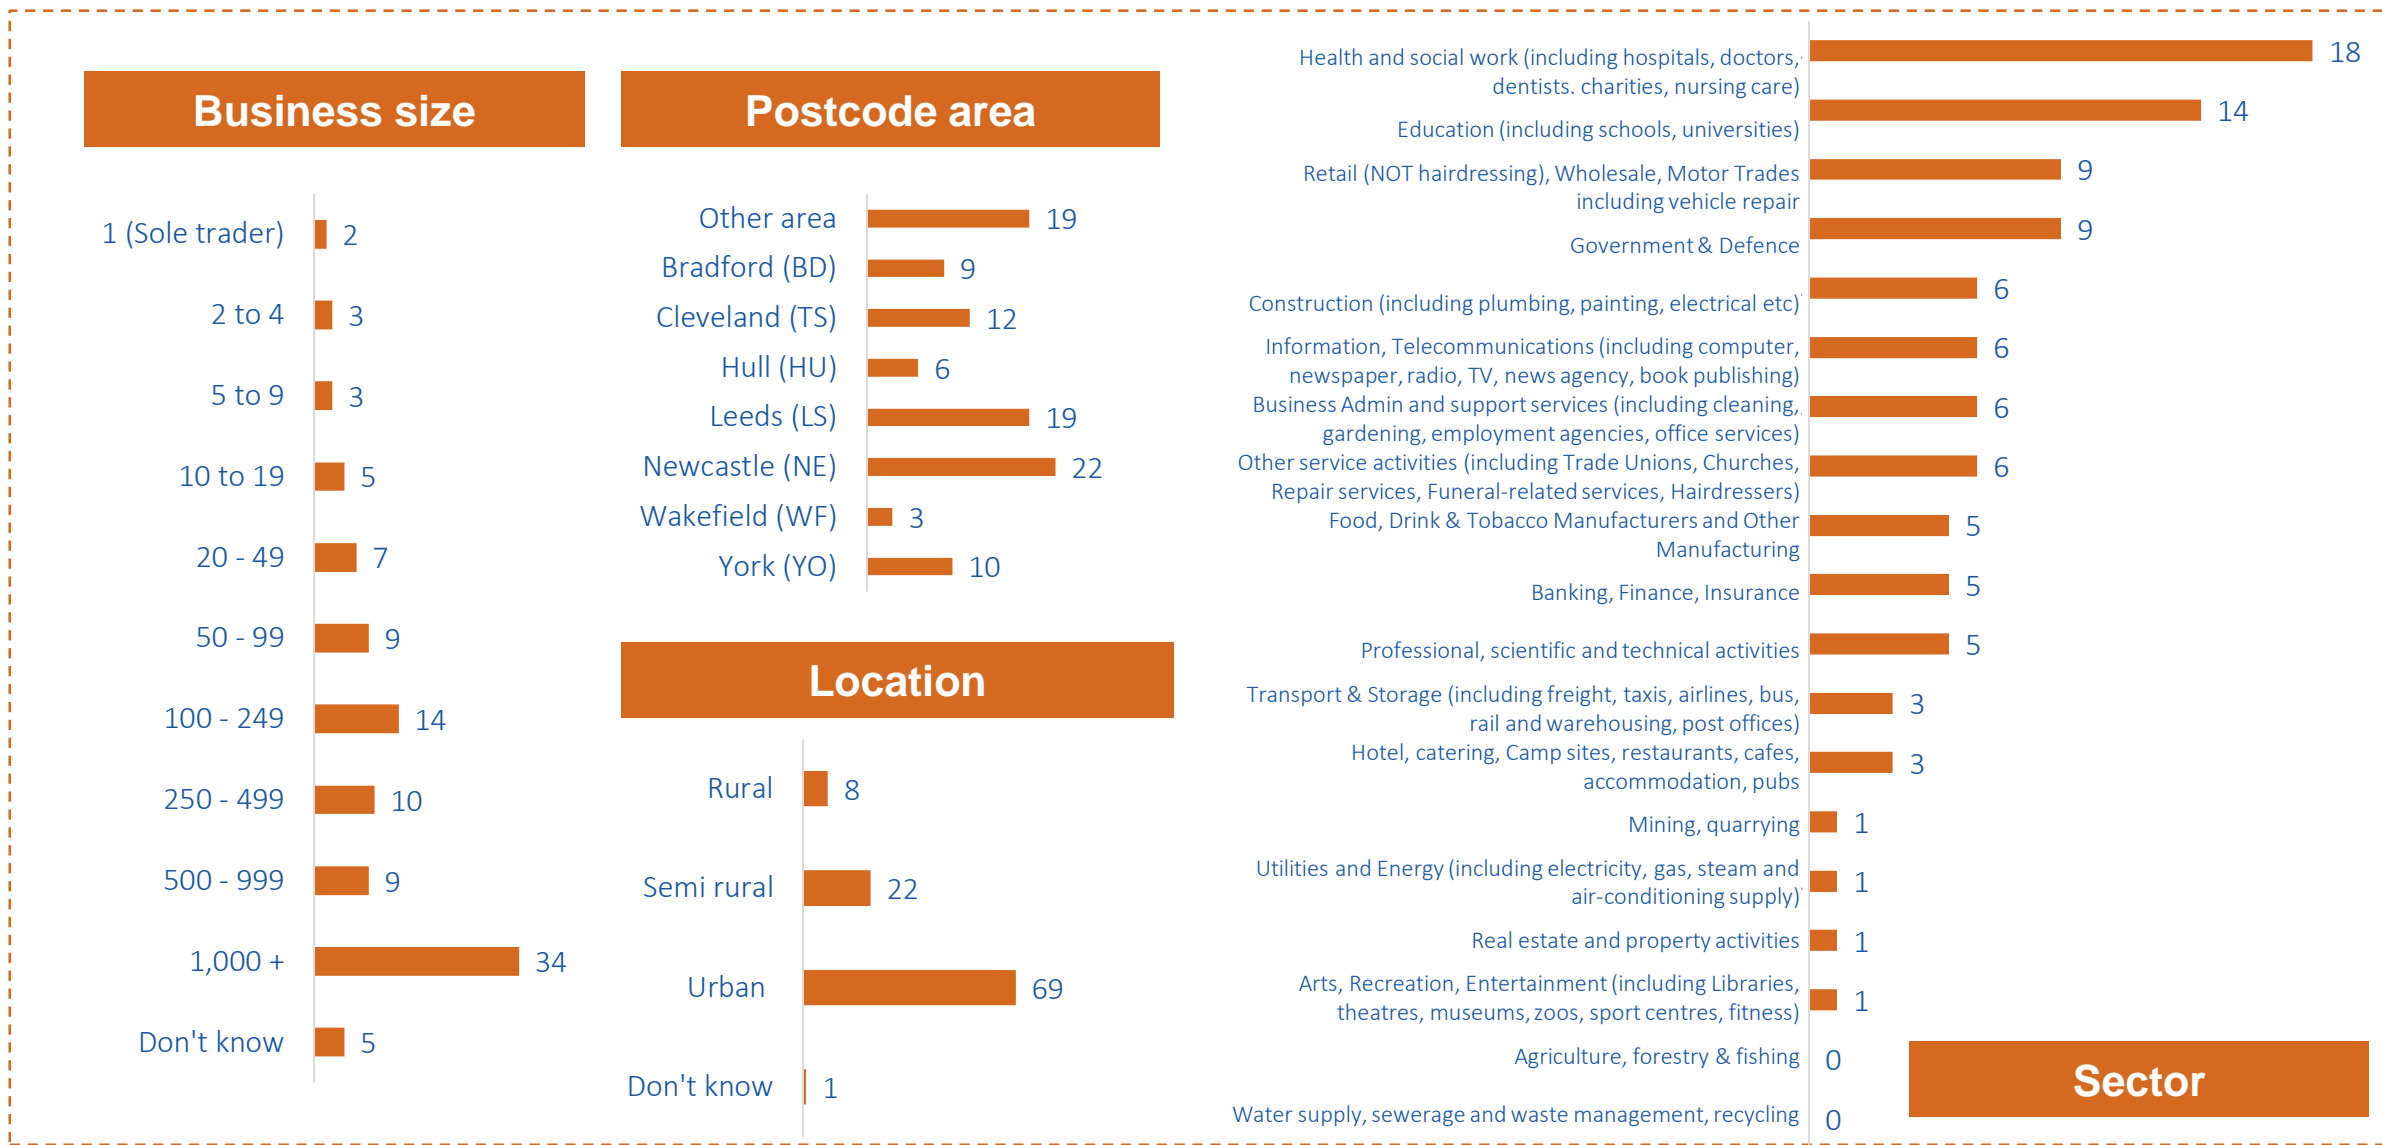 Business size
1 (Sole trader) 2
2 to 4 3
5 to 9 3
10 to 19 5
20 - 49 7
50 - 99 9
100 - 249 14
250 - 499 10
500 - 999 9
1,000 + 34
Don't know 5
Postcode area
Other area 19
Bradford (BD) 9
Cleveland (TS) 12
Hull (HU) 6
Leeds (LS) 19
Newcastle (NE) 22
Wakefield (WF) 3
York (YO) 10
Location
Rural 8
Semi rural 22
Urban 69
Don't know 1
Health and social work (including hospitals, doctors, 18
dentists. charities, nursing care)
Education (including schools, universities) 14
Retail (NOT hairdressing), Wholesale, Motor Trades 9
including vehicle repair
Government & Defence 9
Construction (including plumbing, painting, electrical etc) 6
Information, Telecommunications (including computer, 6
newspaper, radio, TV, news agency, book publishing)
Business Admin and support services (including cleaning, 6
gardening, employment agencies, office services)
Other service activities (including Trade Unions, Churches, 6
Repair services, Funeral-related services, Hairdressers)
Food, Drink & Tobacco Manufacturers and Other 5
Manufacturing
Banking, Finance, Insurance 5
Professional, scientific and technical activities 5
Transport & Storage (including freight, taxis, airlines, bus, 3
rail and warehousing, post offices)
Hotel, catering, Camp sites, restaurants, cafes, 3
accommodation, pubs
Mining, quarrying 1
Utilities and Energy (including electricity, gas, steam and 1
air-conditioning supply)
Real estate and property activities 1
Arts, Recreation, Entertainment (including Libraries, 1
theatres, museums, zoos, sport centres, fitness)
Agriculture, forestry & fishing 0
Water supply, sewerage and waste management, recycling 0
Sector